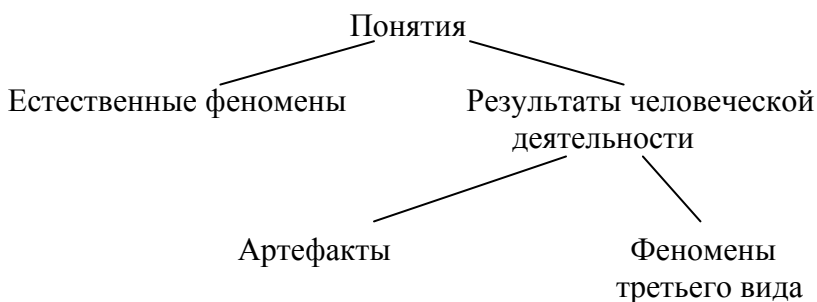 Понятия
Естественные феномены
Результаты человеческой
деятельности
Артефакты
Феномены
третьего вида